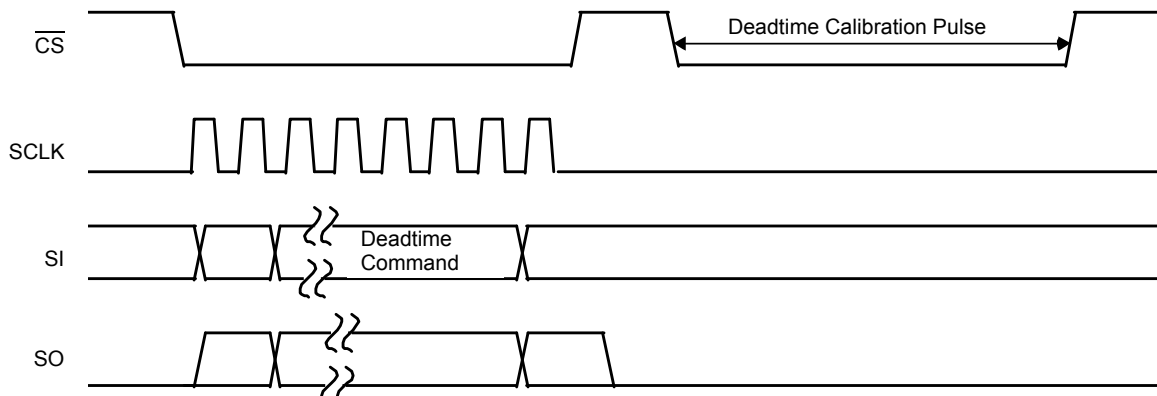 CS
Deadtime Calibration Pulse
SCLK
SI
Deadtime
Command
SO